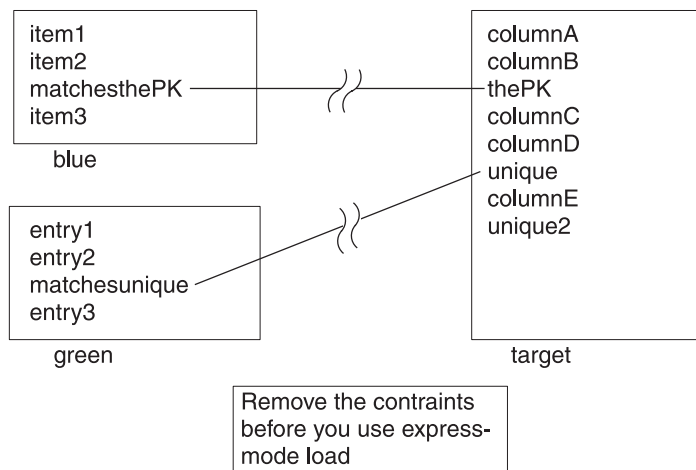 item1
item2
matchesthePK
item3
blue
entry1
entry2
matchesunique
entry3
green
columnA
columnB
thePK
columnC
columnD
unique
columnE
unique2
target
Remove the contraints
before you use express-
mode load